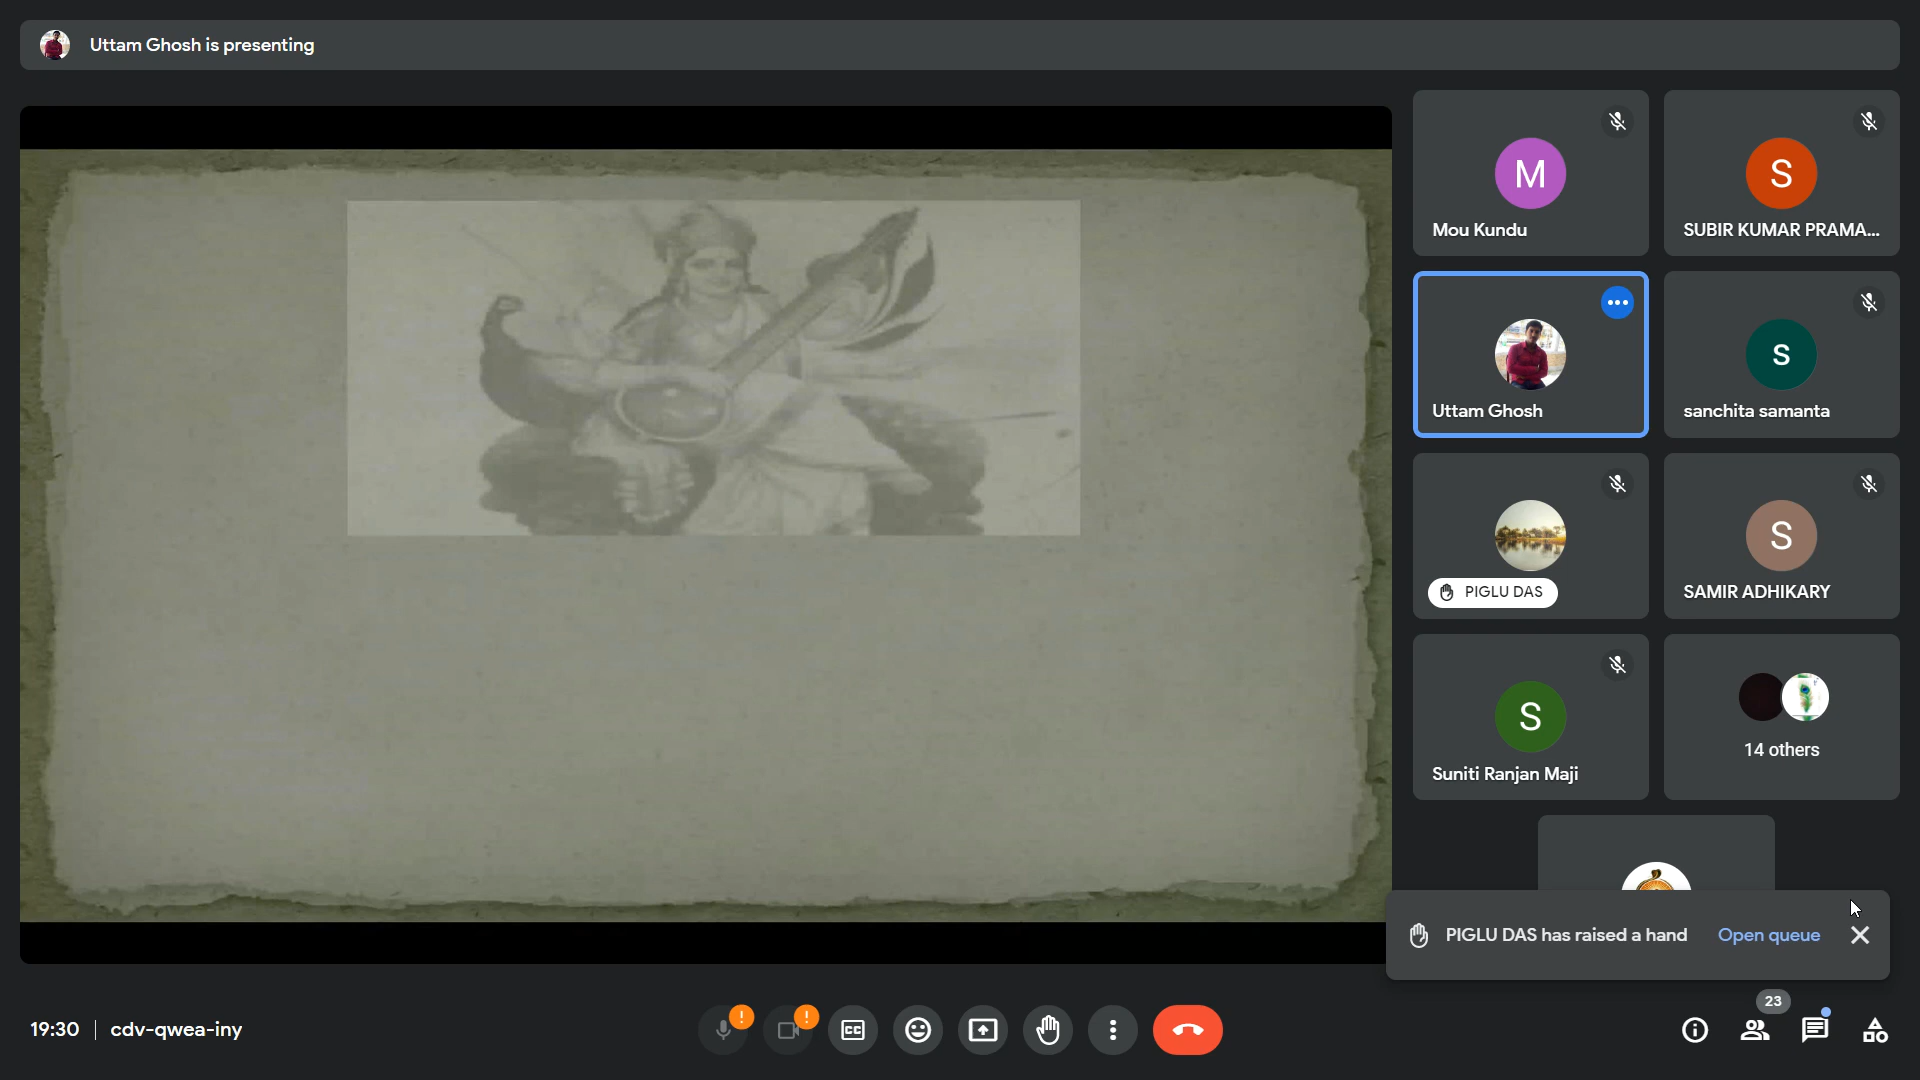 Uttam Ghosh is presenting
M
Mou Kundu
S
SUBIR KUMAR PRAMA...
Uttam Ghosh
s
sanchita samanta
PIGLU DAS
S
SAMIR ADHIKARY
S
Suniti Ranjan Maji
14 others
PIGLU DAS has raised a hand
Open queue
19:30
cdv-qwea-iny
!
!
CC
23